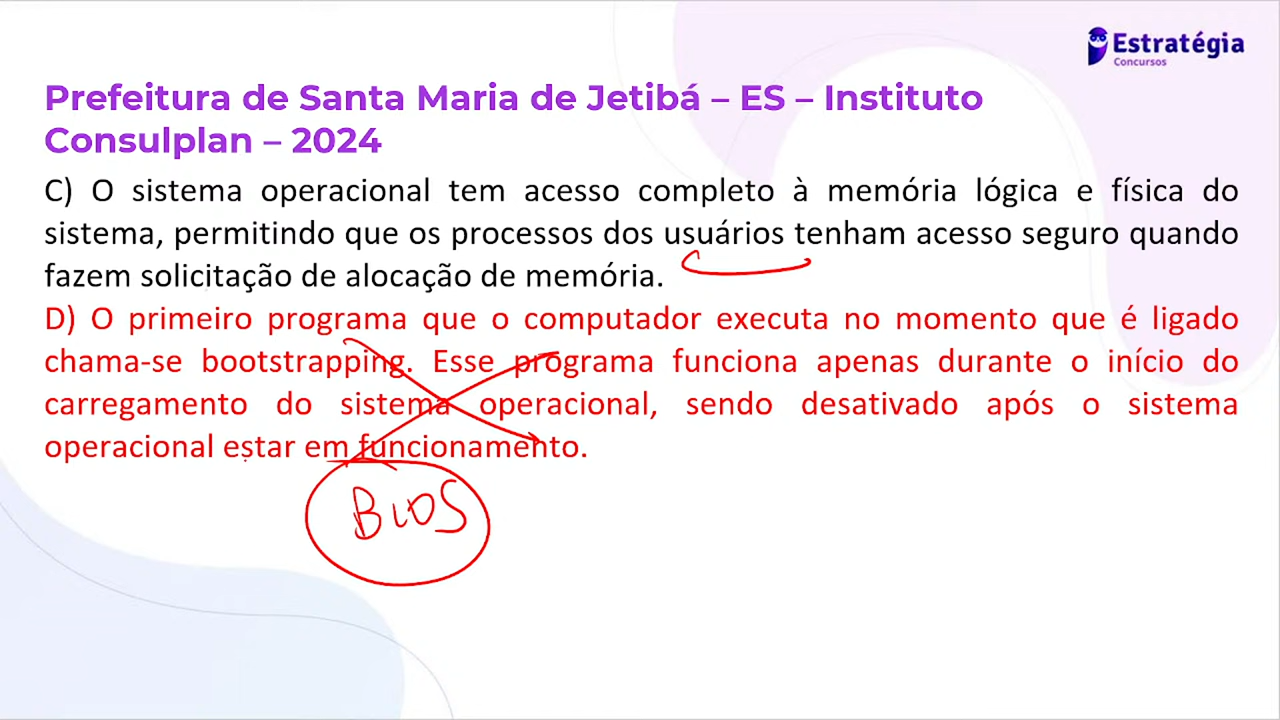 Estratégia
Concursos
Prefeitura de Santa Maria de Jetibá – ES – Instituto
Consulplan – 2024
C) O sistema operacional tem acesso completo à memória lógica e física do
sistema, permitindo que os processos dos usuários tenham acesso seguro quando
fazem solicitação de alocação de memória.
D) O primeiro programa que o computador executa no momento que é ligado
chama-se bootstrapping. Esse programa funciona apenas durante o início do
carregamento do sistema operacional, sendo desativado após o sistema
operacional estar em funcionamento.
BIOS